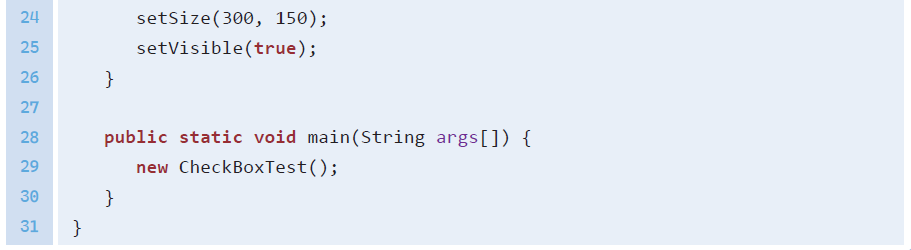 24 setSize(300, 150);
25 setVisible(true);
26 }
27
28 public static void main(String args[]) {
29 new CheckBoxTest();
30 }
31 }